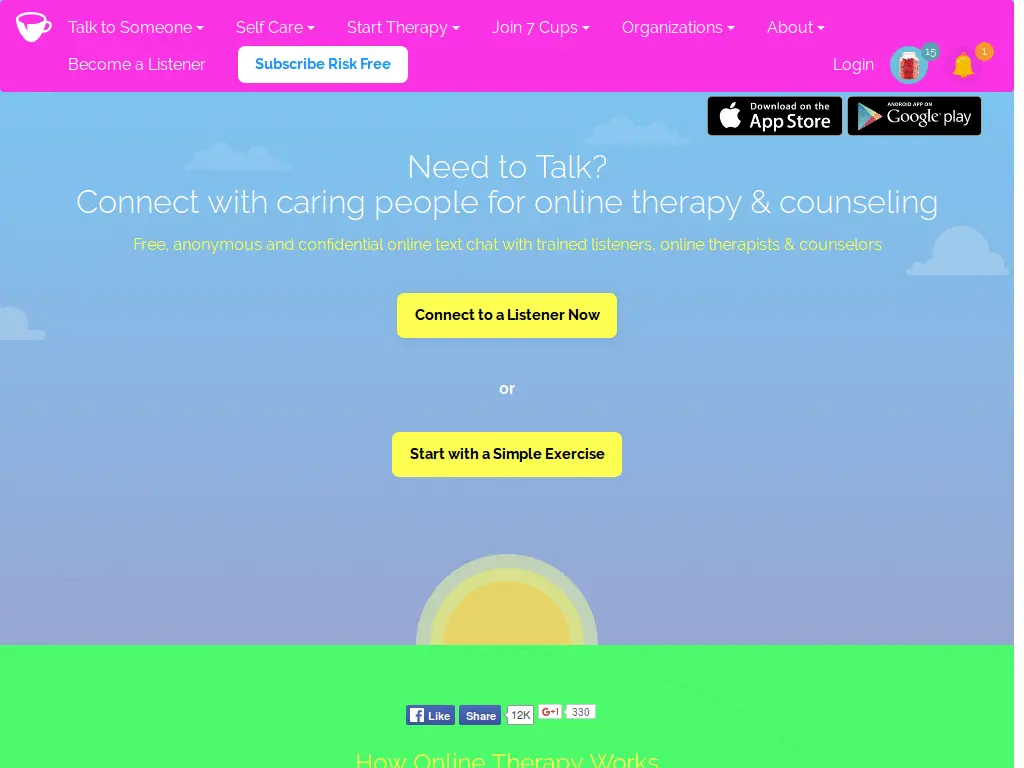 Talk to Someone
Self Care
Start Therapy
Join 7 Cups
Organizations
About
Become a Listener
Subscribe Risk Free
Login
15
1
Download on the
App Store
ANDROID APP ON
Google play
Need to Talk?
Connect with caring people for online therapy & counseling
Free, anonymous and confidential online text chat with trained listeners, online therapists & counselors
Connect to a Listener Now
or
Start with a Simple Exercise
Like
Share
12K
G+1
330
How Online Therapy Works